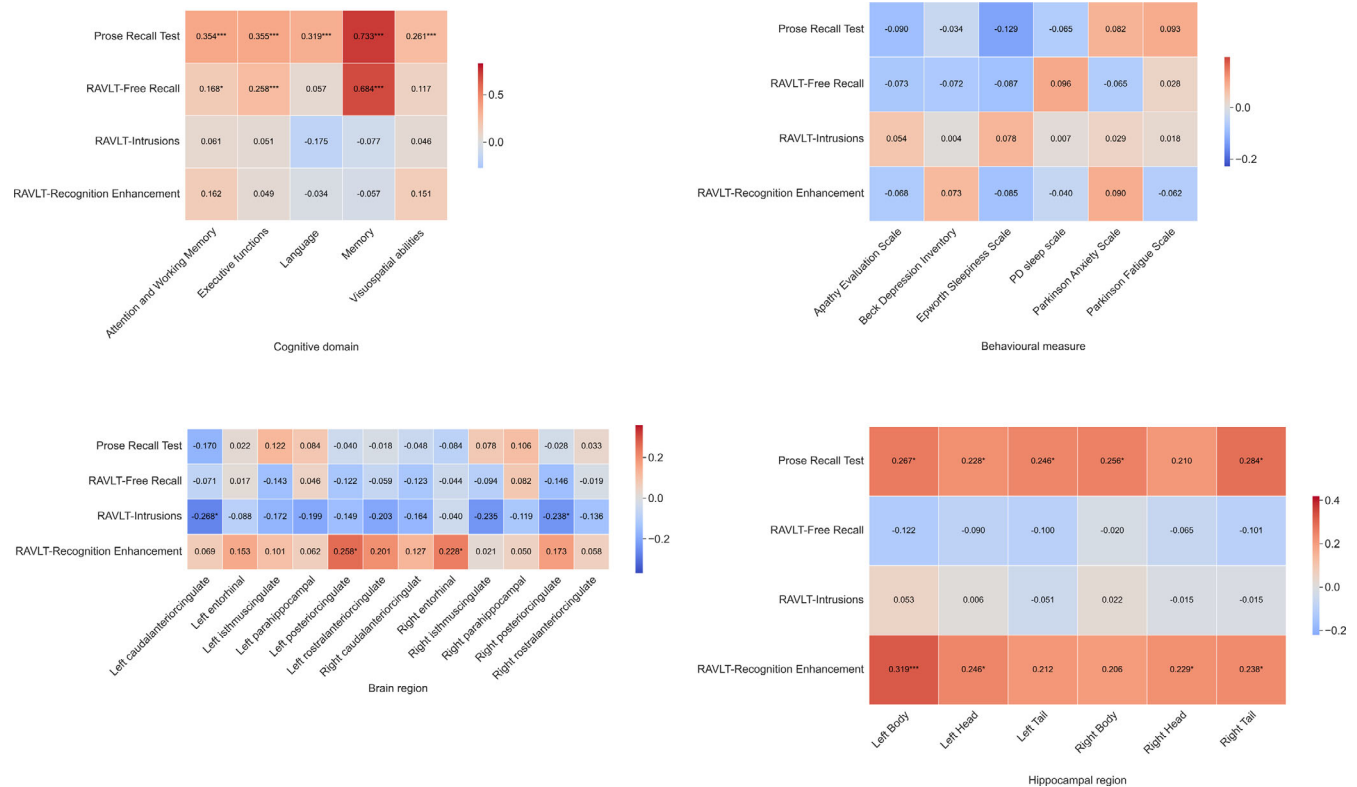 Prose Recall Test 0.354*** 0.355*** 0.319*** 0.733*** 0.261***
RAVLT-Free Recall 0.168* 0.258*** 0.057 0.684*** 0.117
RAVLT-Intrusions 0.061 0.051 -0.175 -0.077 0.046
RAVLT-Recognition Enhancement 0.162 0.049 -0.034 -0.057 0.151
Attention and Working Memory
Executive functions
Language
Memory
Visuospatial abilities
Cognitive domain
0.5
0.0
Prose Recall Test -0.090 -0.034 -0.129 -0.065 0.082 0.093
RAVLT-Free Recall -0.073 -0.072 -0.087 0.096 -0.065 0.028
RAVLT-Intrusions 0.054 0.004 0.078 0.007 0.029 0.018
RAVLT-Recognition Enhancement -0.068 0.073 -0.085 -0.040 0.090 -0.062
Apathy Evaluation Scale
Beck Depression Inventory
Epworth Sleepiness Scale
PD sleep scale
Parkinson Anxiety Scale
Parkinson Fatigue Scale
Behavioural measure
0.0
−0.2
Prose Recall Test -0.170 0.022 0.122 0.084 -0.040 -0.018 -0.048 -0.084 0.078 0.106 -0.028 0.033
RAVLT-Free Recall -0.071 0.017 -0.143 0.046 -0.122 -0.059 -0.123 -0.044 -0.094 0.082 -0.146 -0.019
RAVLT-Intrusions -0.268* -0.088 -0.172 -0.199 -0.149 -0.203 -0.164 -0.040 -0.235 -0.119 -0.238* -0.136
RAVLT-Recognition Enhancement 0.069 0.153 0.101 0.062 0.258* 0.201 0.127 0.228* 0.021 0.050 0.173 0.058
Left caudalanteriorcingulate
Left entorhinal
Left isthmuscingulate
Left parahippocampal
Left posteriorcingulate
Left rostralanteriorcingulate
Right caudalanteriorcingulat
Right entorhinal
Right isthmuscingulate
Right parahippocampal
Right posteriorcingulate
Right rostralanteriorcingulate
Brain region
0.2
0.0
−0.2
Prose Recall Test 0.267* 0.228* 0.246* 0.256* 0.210 0.284*
RAVLT-Free Recall -0.122 -0.090 -0.100 -0.020 -0.065 -0.101
RAVLT-Intrusions 0.053 0.006 -0.051 0.022 -0.015 -0.015
RAVLT-Recognition Enhancement 0.319*** 0.246* 0.212 0.206 0.229* 0.238*
Left Body
Left Head
Left Tail
Right Body
Right Head
Right Tail
Hippocampal region
0.4
0.2
0.0
−0.2